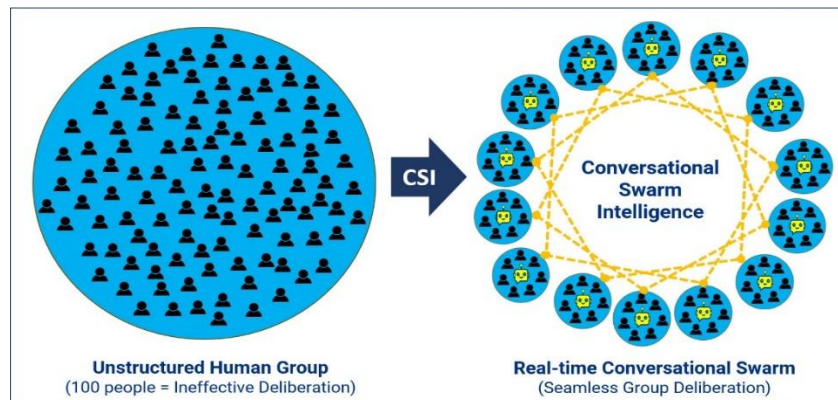 CSI
Conversational
Swarm
Intelligence
Unstructured Human Group
(100 people = Ineffective Deliberation)
Real-time Conversational Swarm
(Seamless Group Deliberation)